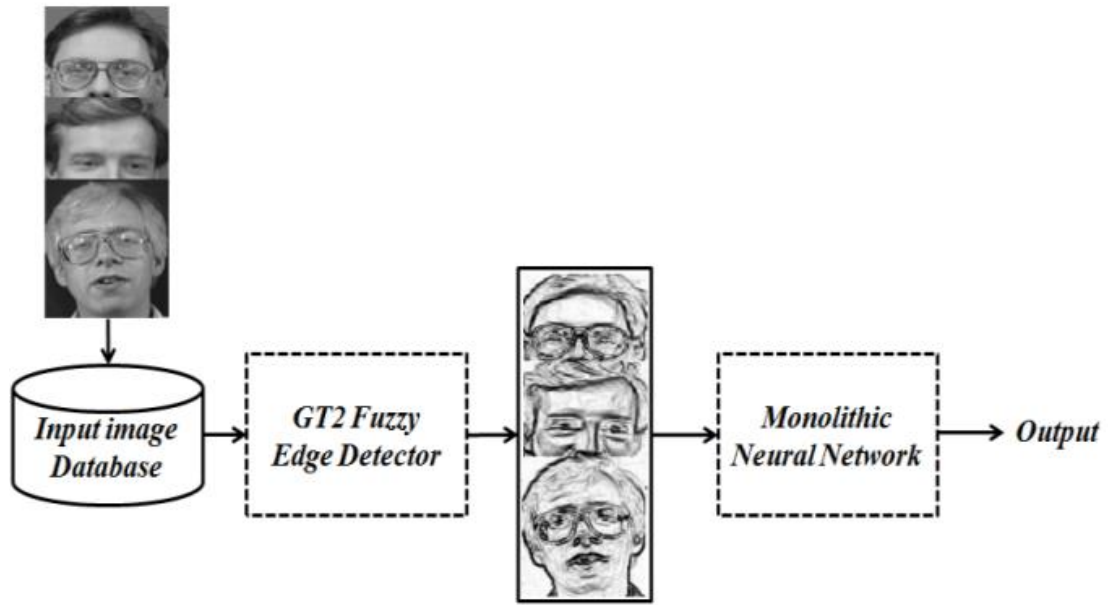 Input image
Database
GT2 Fuzzy
Edge Detector
Monolithic
Neural Network
Output